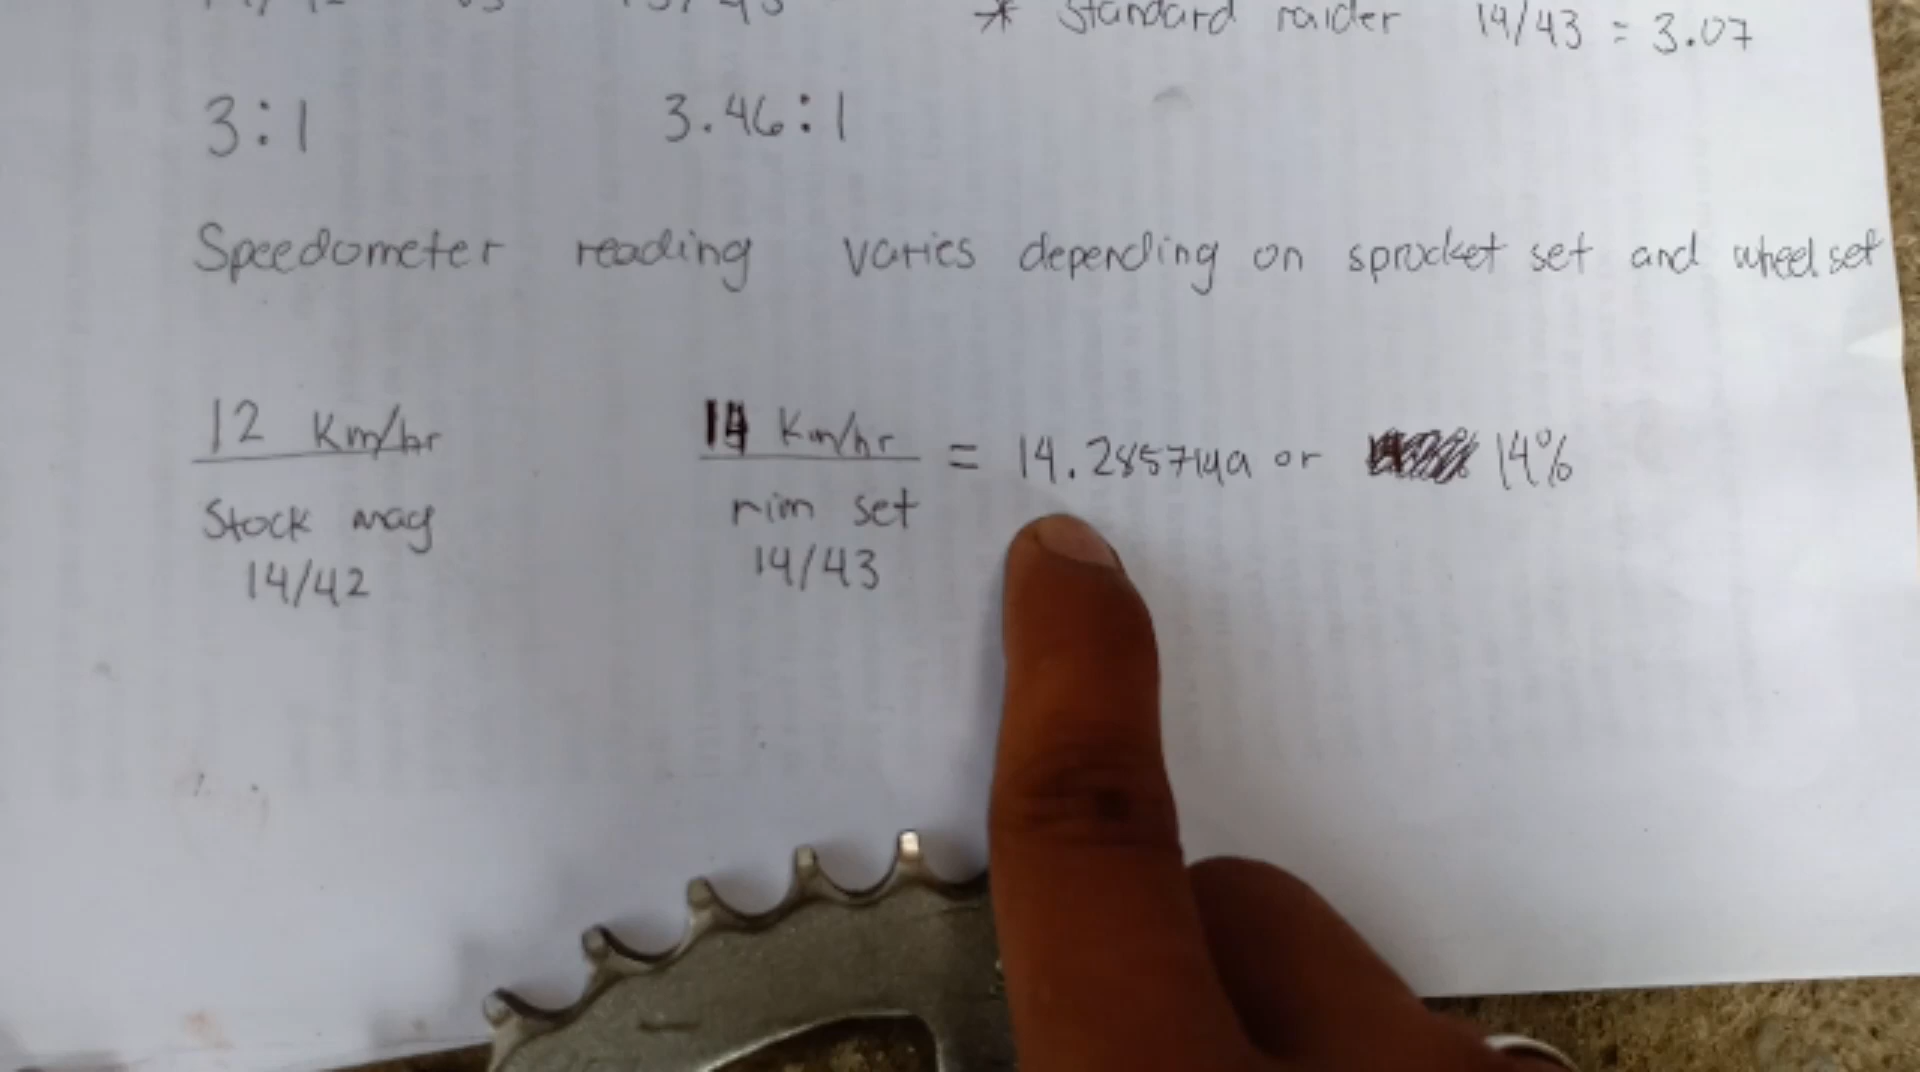 * Standard raider 14/43 = 3.07
3:1 3.46:1
Speedometer reading varies depending on sprocket set and wheel set
12 Km/hr 14 Km/hr = 14.2857149 or 14%
Stock mag rim set
14/42 14/43